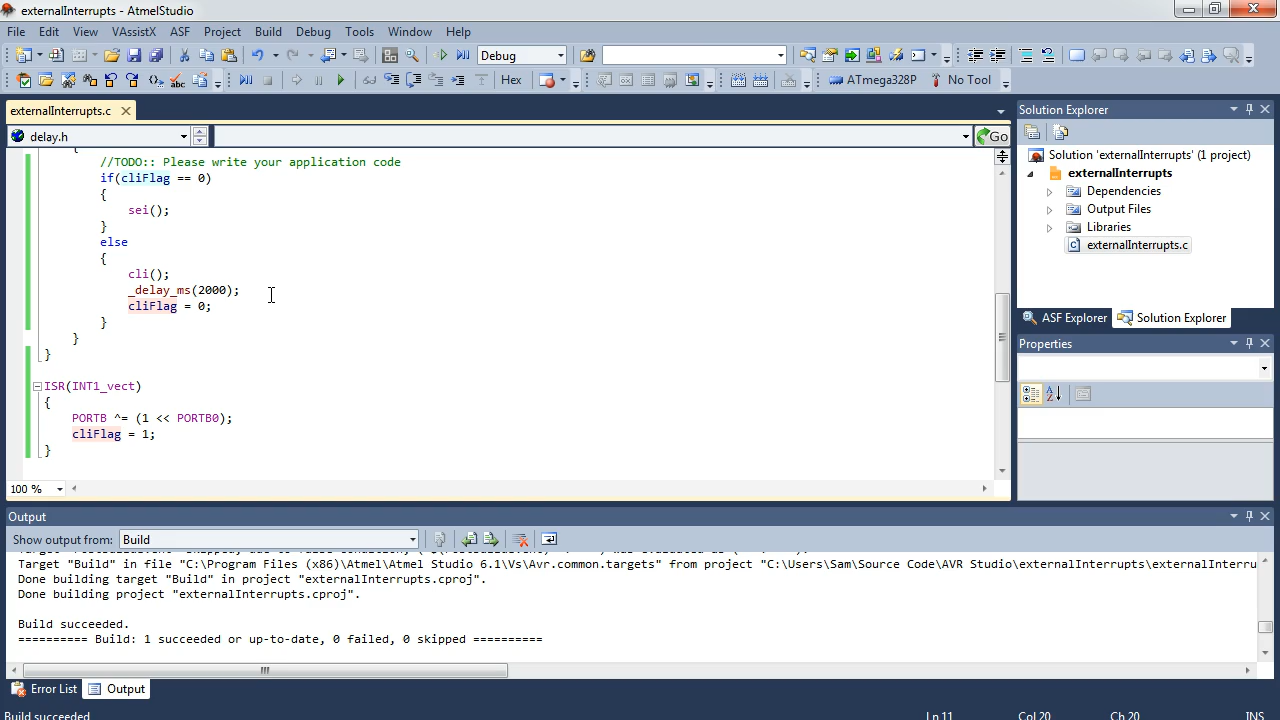 externalInterrupts - AtmelStudio
File Edit View VAssistX ASF Project Build Debug Tools Window Help
Debug
Hex ATmega328P No Tool
externalInterrupts.c
delay.h Go
//TODO:: Please write your application code
if(cliFlag == 0)
{
sei();
}
else
{
cli();
_delay_ms(2000);
cliFlag = 0;
}
}
}
ISR(INT1_vect)
{
PORTB ^= (1 << PORTB0);
cliFlag = 1;
}
100 %
Solution Explorer
Solution 'externalInterrupts' (1 project)
externalInterrupts
Dependencies
Output Files
Libraries
externalInterrupts.c
ASF Explorer Solution Explorer
Properties
Output
Show output from: Build
Target "Build" in file "C:\Program Files (x86)\Atmel\Atmel Studio 6.1\Vs\Avr.common.targets" from project "C:\Users\Sam\Source Code\AVR Studio\externalInterrupts\externalInterru
Done building target "Build" in project "externalInterrupts.cproj".
Done building project "externalInterrupts.cproj".
Build succeeded.
========== Build: 1 succeeded or up-to-date, 0 failed, 0 skipped ==========
Error List Output
Build succeeded Ln 11 Col 20 Ch 20 INS